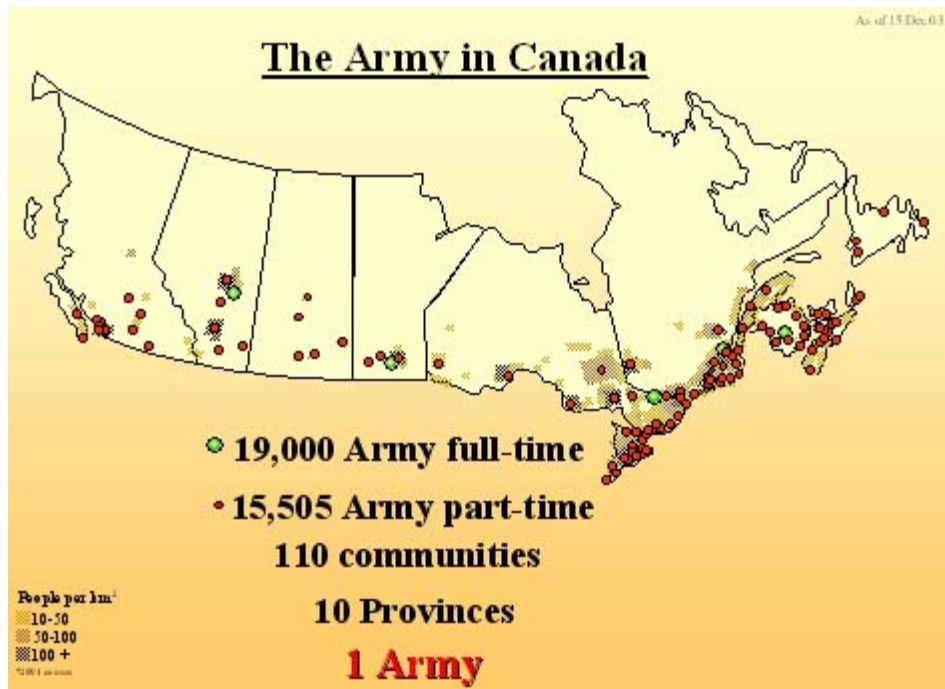 As of 15 Dec 03
The Army in Canada
19,000 Army full-time
15,505 Army part-time
110 communities
10 Provinces
1 Army
People per km²
10-50
50-100
100 +